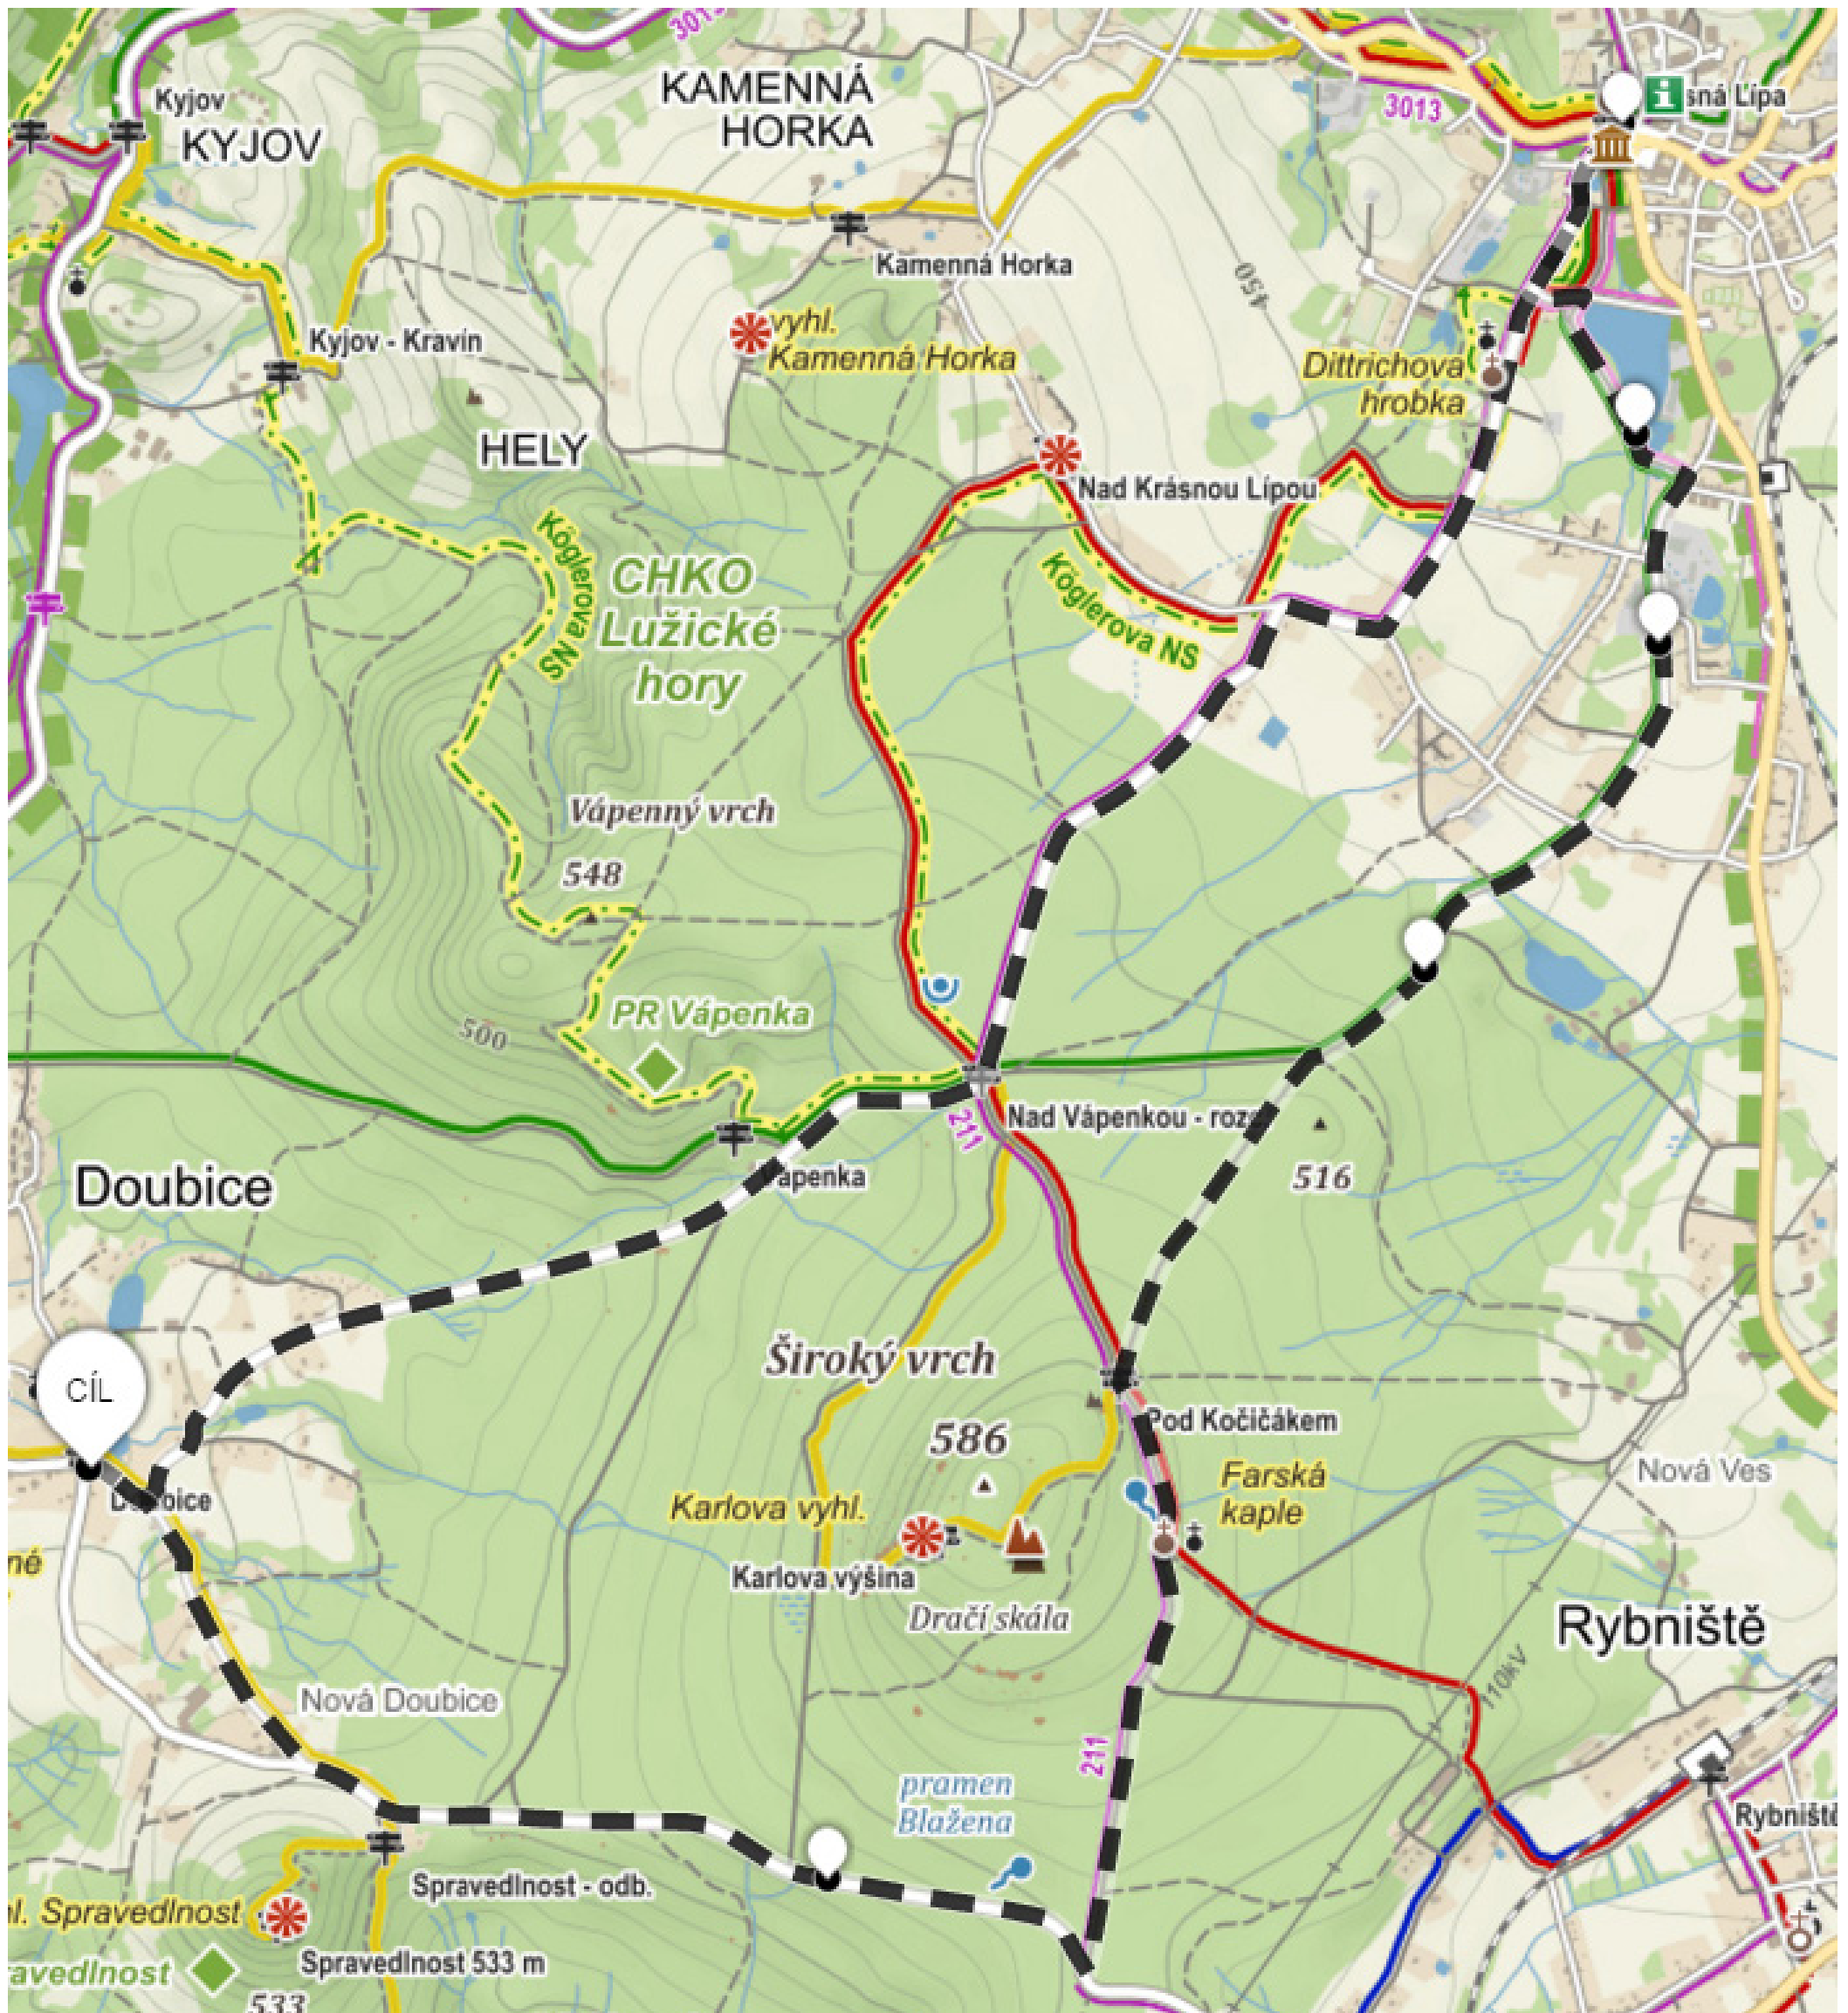 3013
KAMENNÁ
HORKA
Kyjov
KYJOV
3013
sná Lípa
Kamenná Horka
450
vyhl.
Kamenná Horka
Kyjov - Kravín
Dittrichova
hrobka
HELY
Nad Krásnou Lípou
Köglerova NS
Köglerova NS
CHKO
Lužické
hory
Vápenný vrch
548
PR Vápenka
500
Nad Vápenkou - roz
211
516
ápenka
Doubice
Široký vrch
CÍL
586
Pod Kočičákem
Farská
kaple
Nová Ves
Karlova vyhl.
Karlova výšina
Dračí skála
né
Rybniště
110kV
Nová Doubice
211
pramen
Blažena
Rybniště
Spravedlnost - odb.
hl. Spravedlnost
Spravedlnost 533 m
avedlnost
533